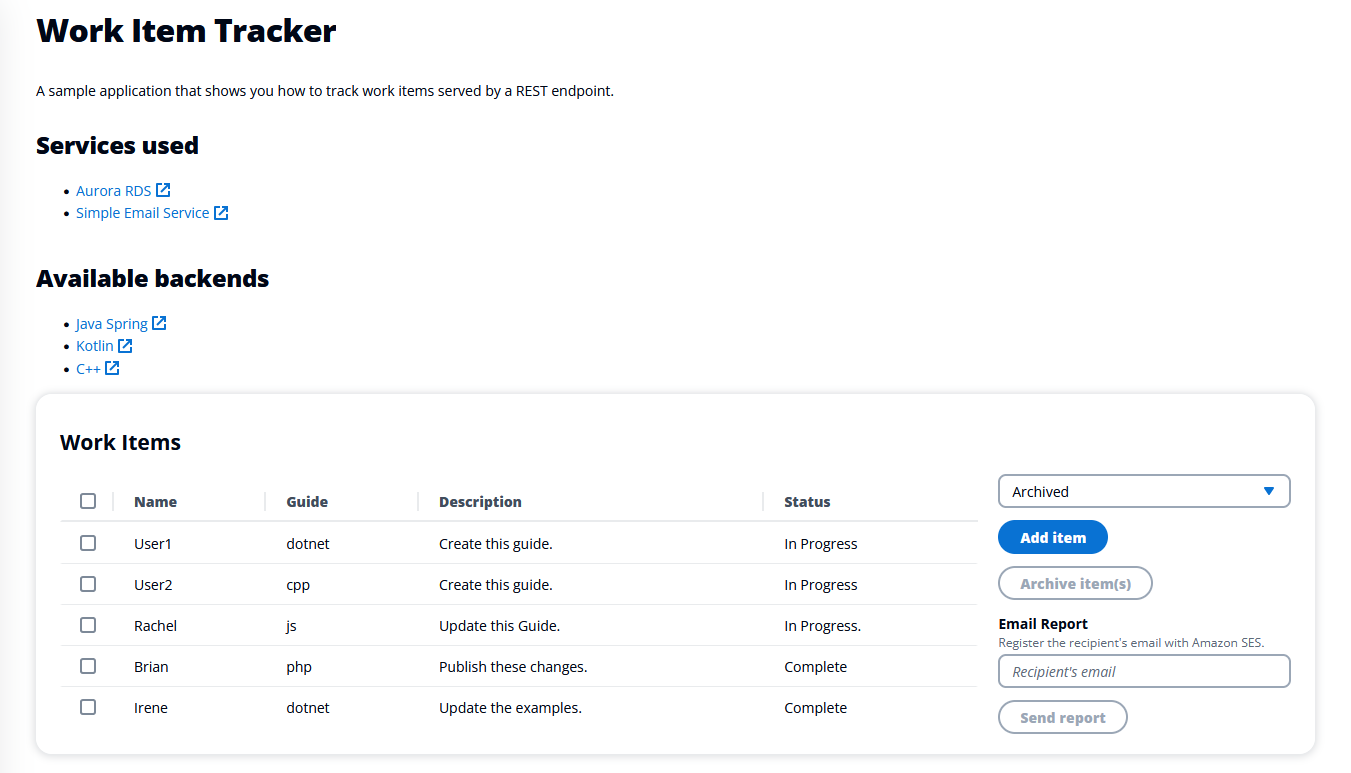 Work Item Tracker
A sample application that shows you how to track work items served by a REST endpoint.
Services used
• Aurora RDS
• Simple Email Service
Available backends
• Java Spring
• Kotlin
• C++
Work Items
Name Guide Description Status
User1 dotnet Create this guide. In Progress
User2 cpp Create this guide. In Progress
Rachel js Update this Guide. In Progress.
Brian php Publish these changes. Complete
Irene dotnet Update the examples. Complete
Archived
Add item
Archive item(s)
Email Report
Register the recipient's email with Amazon SES.
Recipient's email
Send report